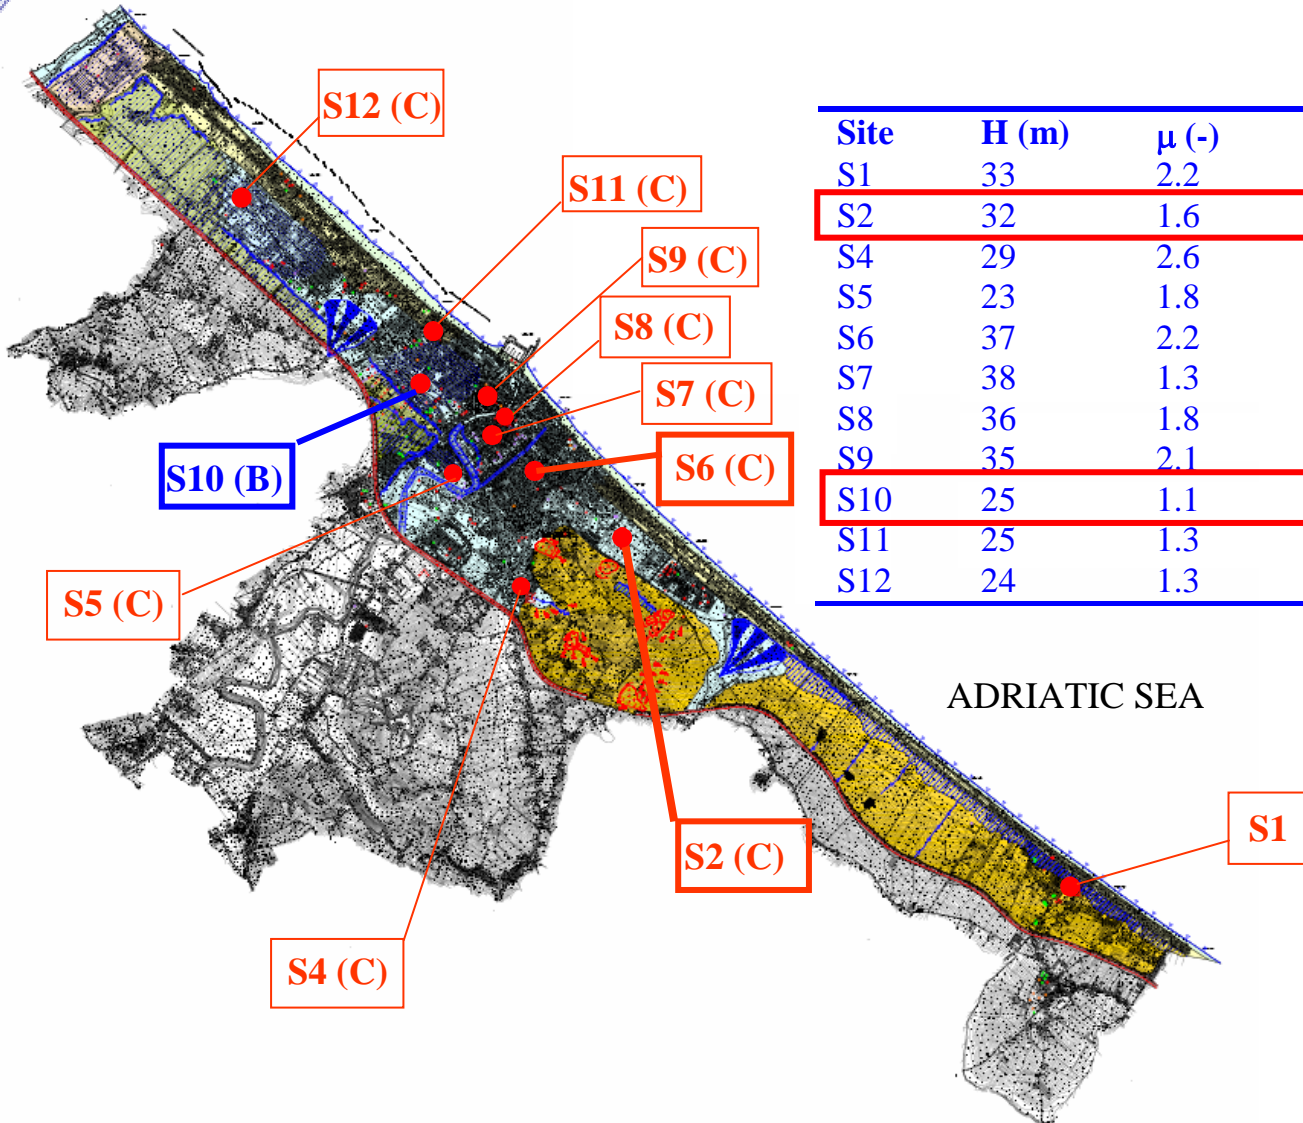 S12 (C)
S11 (C)
S9 (C)
S8 (C)
S7 (C)
S6 (C)
S10 (B)
S5 (C)
S4 (C)
S2 (C)
S1
ADRIATIC SEA
Site H (m) μ (-)
S1 33 2.2
S2 32 1.6
S4 29 2.6
S5 23 1.8
S6 37 2.2
S7 38 1.3
S8 36 1.8
S9 35 2.1
S10 25 1.1
S11 25 1.3
S12 24 1.3